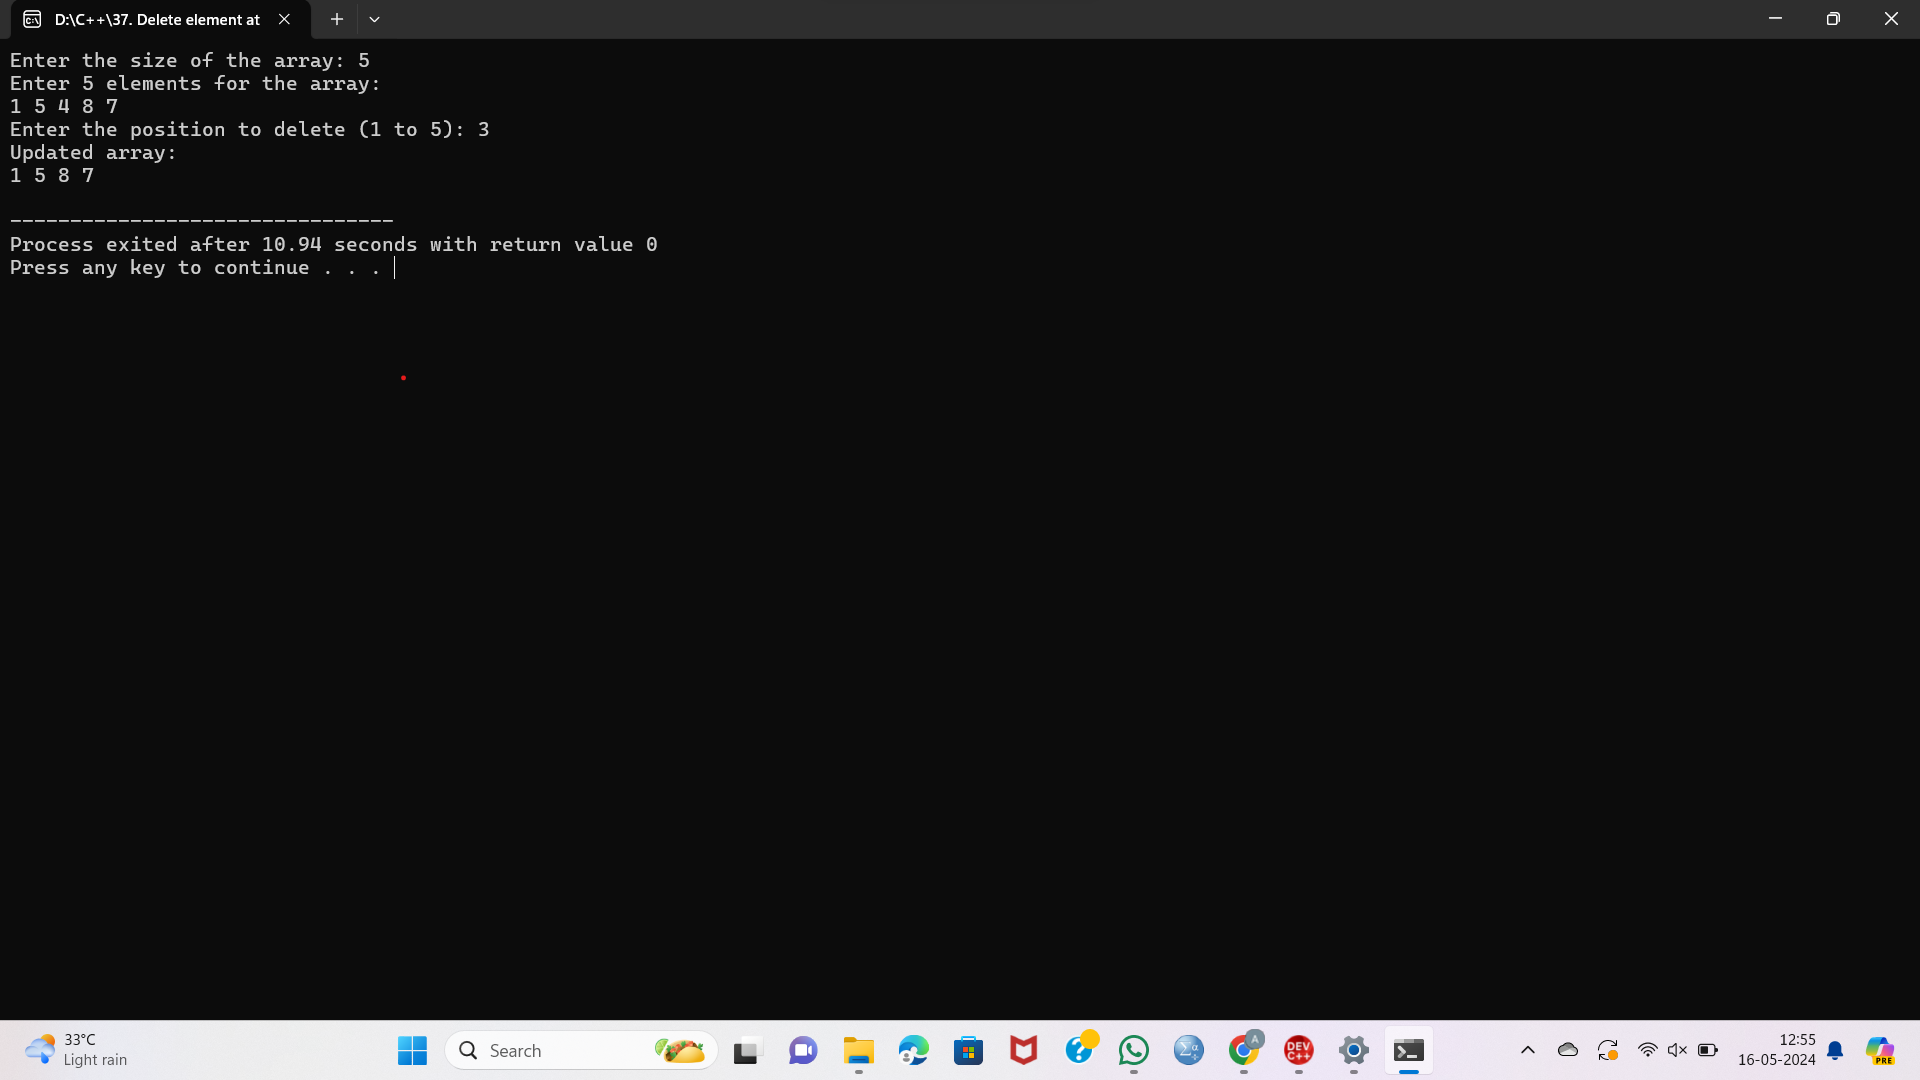 D:\C++\37. Delete element at
Enter the size of the array: 5
Enter 5 elements for the array:
1 5 4 8 7
Enter the position to delete (1 to 5): 3
Updated array:
1 5 8 7
--------------------------------
Process exited after 10.94 seconds with return value 0
Press any key to continue . . .
33°C
Light rain
Search
A
DEV
C++
12:55
16-05-2024
PRE